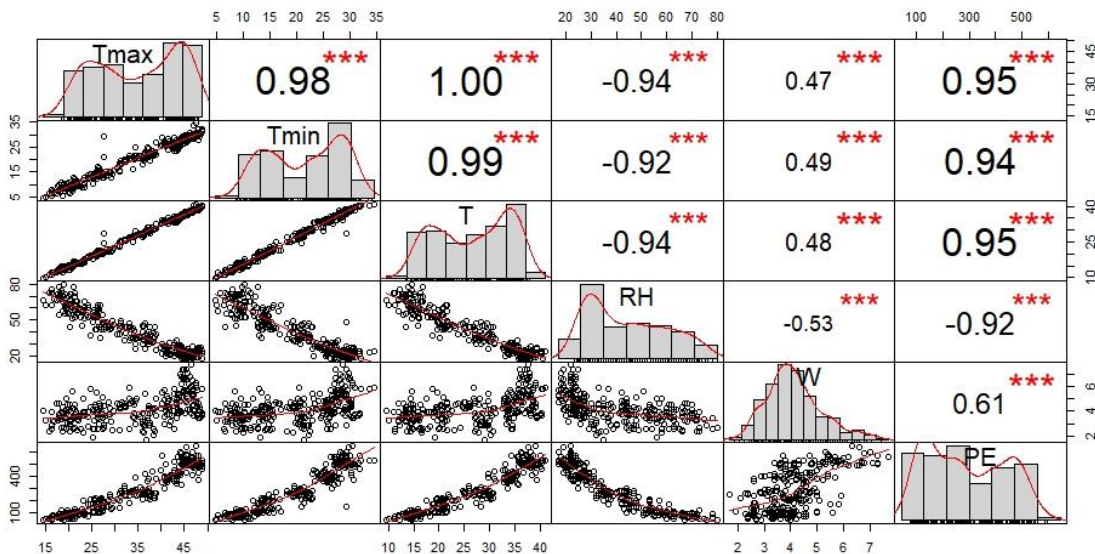 5 10 15 20 25 30 35 20 30 40 50 60 70 80 100 300 500
Tmax 0.98 *** 1.00 *** -0.94 *** 0.47 *** 0.95 *** 15 30 45
5 15 25 35 Tmin 0.99 *** -0.92 *** 0.49 *** 0.94 ***
T -0.94 *** 0.48 *** 0.95 *** 10 25 40
20 50 80 RH -0.53 *** -0.92 ***
W 0.61 *** 2 4 6
100 400 PE
15 25 35 45 10 15 20 25 30 35 40 2 3 4 5 6 7